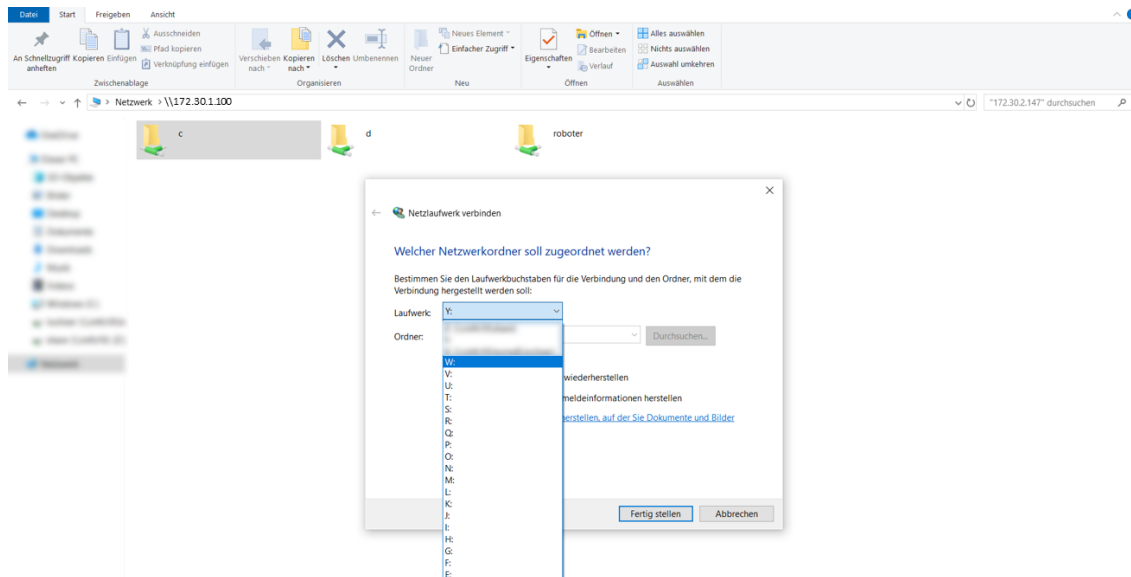 Datei Start Freigeben Ansicht
An Schnellzugriff anheften
Kopieren
Einfügen
Ausschneiden
Pfad kopieren
Verknüpfung einfügen
Zwischenablage
Verschieben nach
Kopieren nach
Löschen
Umbenennen
Organisieren
Neuer Ordner
Neues Element
Einfacher Zugriff
Neu
Eigenschaften
Öffnen
Bearbeiten
Verlauf
Öffnen
Alles auswählen
Nichts auswählen
Auswahl umkehren
Auswählen
Netzwerk > \\172.30.1.100
"172.30.2.147" durchsuchen
c
d
roboter
Netzlaufwerk verbinden
Welcher Netzwerkordner soll zugeordnet werden?
Bestimmen Sie den Laufwerkbuchstaben für die Verbindung und den Ordner, mit dem die
Verbindung hergestellt werden soll:
Laufwerk: Y:
Ordner:
Durchsuchen...
W:
V:
U:
T:
S:
R:
Q:
P:
O:
N:
M:
L:
K:
J:
I:
H:
G:
F:
E:
wiederherstellen
meldeinformationen herstellen
erstellen, auf der Sie Dokumente und Bilder
Fertig stellen
Abbrechen